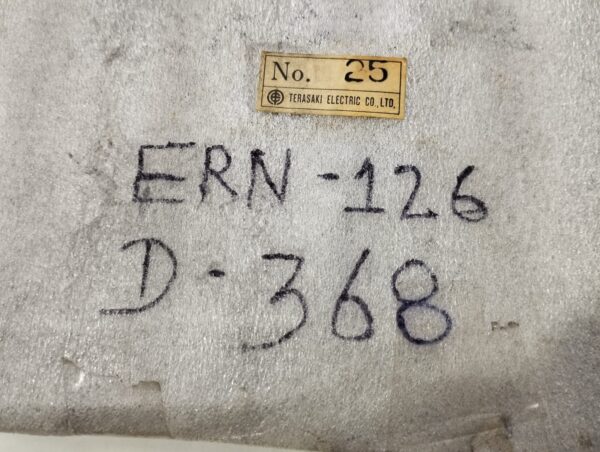 No. 25
TERASAKI ELECTRIC CO., LTD.
ERN-126
D-368